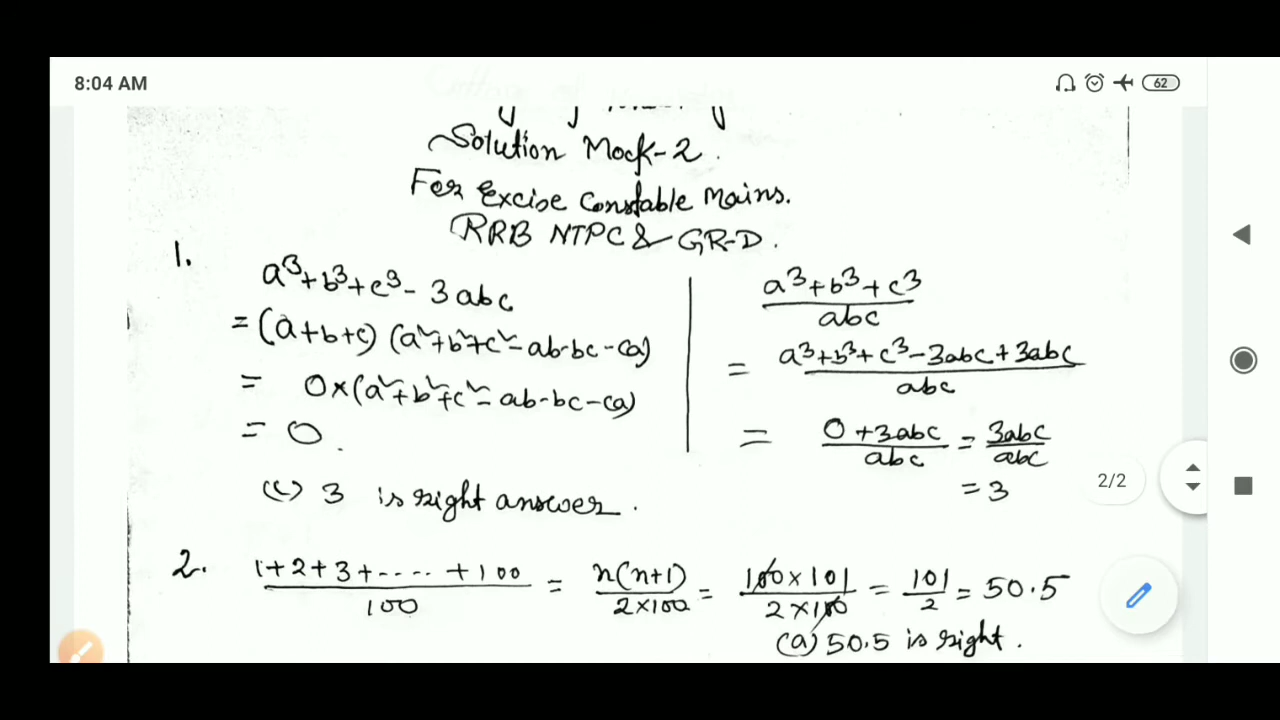 8:04 AM
62
Solution Mock-2.
For Excise Constable Mains.
RRB NTPC & GR-D.
1.
a³+b³+c³- 3abc
=(a+b+c) (a²+b²+c²-ab-bc-ca)
= 0×(a²+b²+c²-ab-bc-ca)
= 0.
(c) 3 is right answer.
a³+b³+c³/abc
= a³+b³+c³-3abc+3abc/abc
= 0+3abc/abc = 3abc/abc
= 3
2/2
2. 1+2+3+.....+100/100 = n(n+1)/2×100 = 100×101/2×100 = 101/2 = 50.5
(a) 50.5 is right.